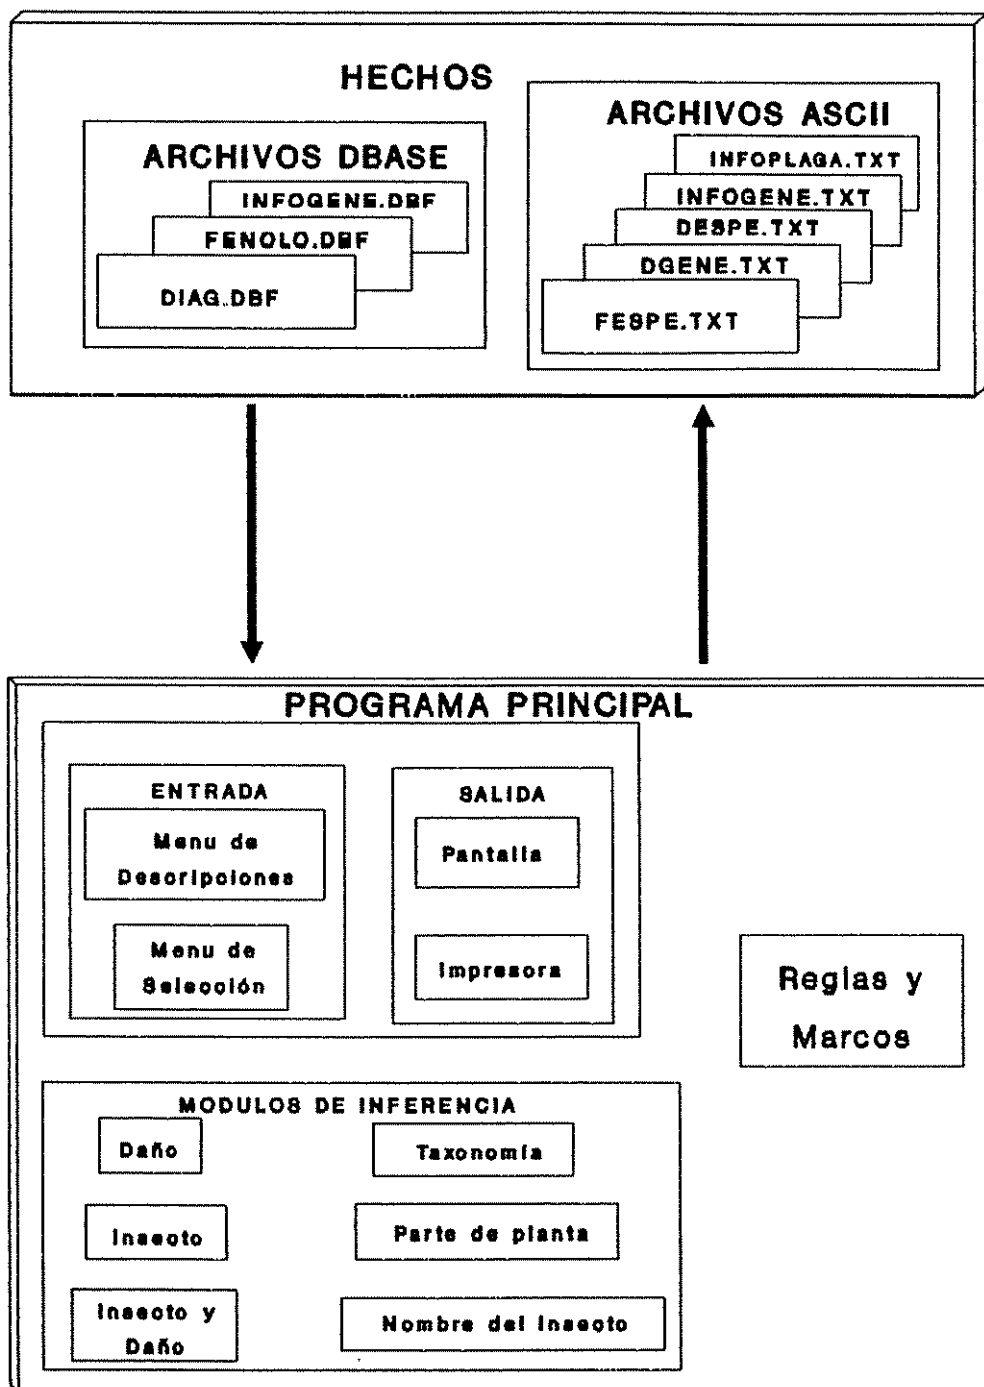 HECHOS
ARCHIVOS DBASE
INFOGENE.DBF
FENOLO.DBF
DIAG.DBF
ARCHIVOS ASCII
INFOPLAGA.TXT
INFOGENE.TXT
DESPE.TXT
DGENE.TXT
FESPE.TXT
PROGRAMA PRINCIPAL
ENTRADA
Menu de
Descripciones
Menu de
Selección
SALIDA
Pantalla
Impresora
Reglas y
Marcos
MODULOS DE INFERENCIA
Daño
Taxonomía
Insecto
Parte de planta
Insecto y
Daño
Nombre del Insecto